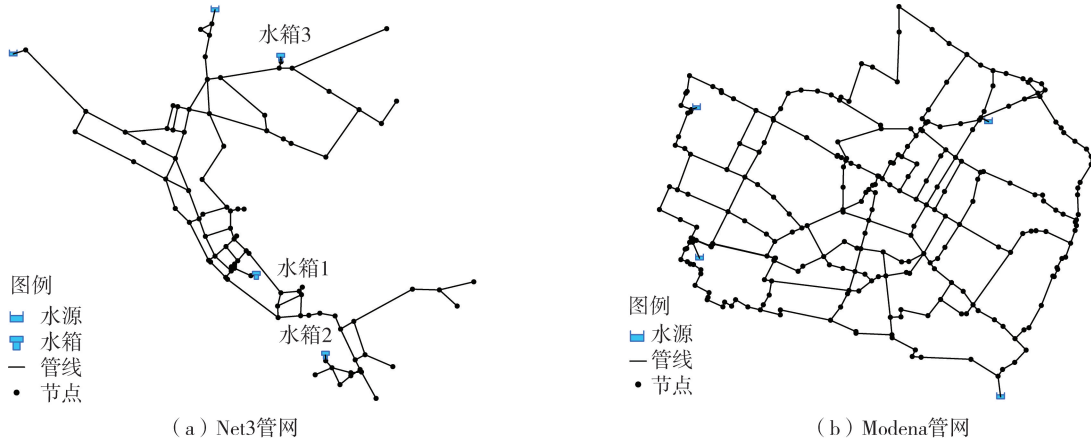 水箱3
水箱1
水箱2
图例
水源
水箱
管线
节点
（a）Net3管网
图例
水源
管线
节点
（b）Modena管网